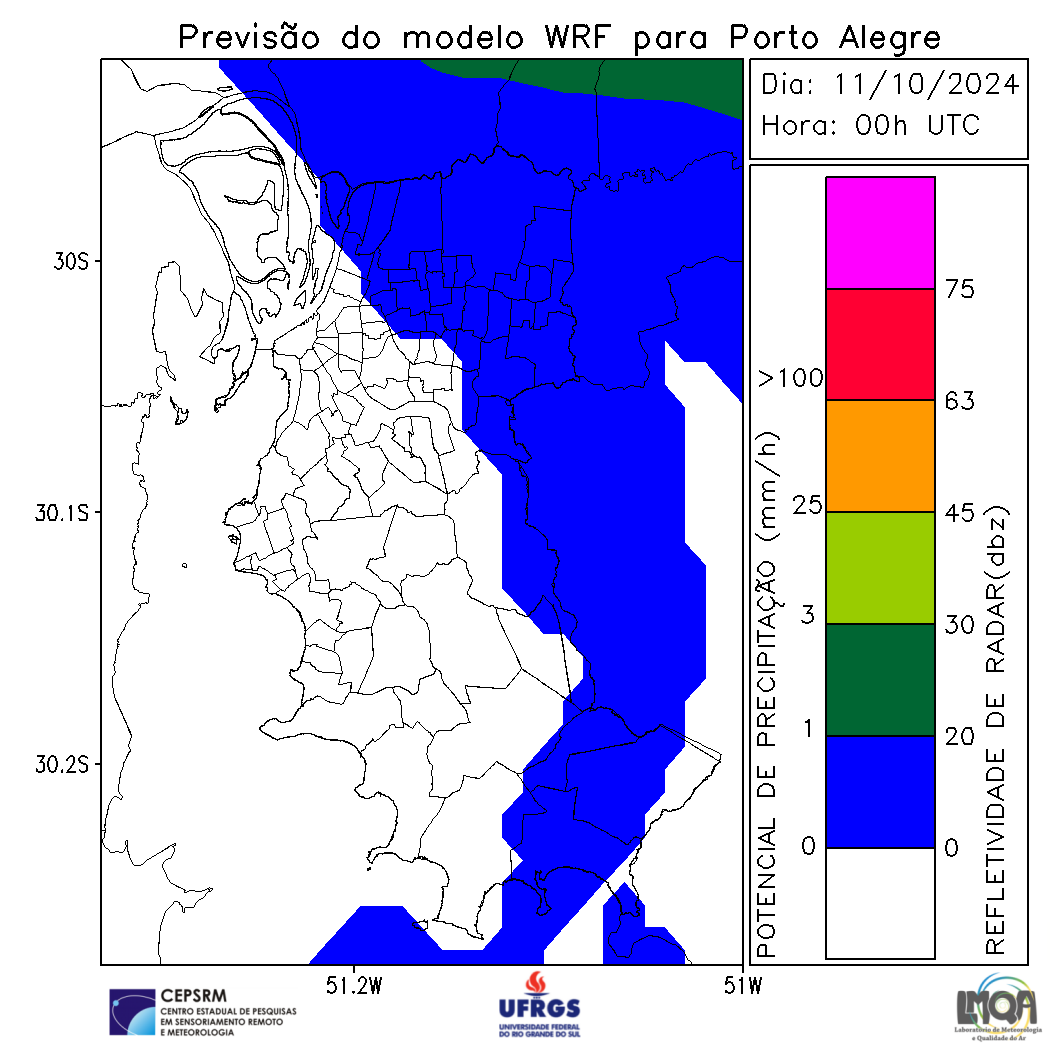 Previsão do modelo WRF para Porto Alegre
Dia: 11/10/2024
Hora: 00h UTC
30S
30.1S
30.2S
51.2W
51W
POTENCIAL DE PRECIPITAÇÃO (mm/h)
>100
25
3
1
0
75
63
45
30
20
0
REFLETIVIDADE DE RADAR(dbz)
CEPSRM
CENTRO ESTADUAL DE PESQUISAS
EM SENSORIAMENTO REMOTO
E METEOROLOGIA
UFRGS
UNIVERSIDADE FEDERAL
DO RIO GRANDE DO SUL
LMQA
Laboratório de Meteorologia
e Qualidade do Ar